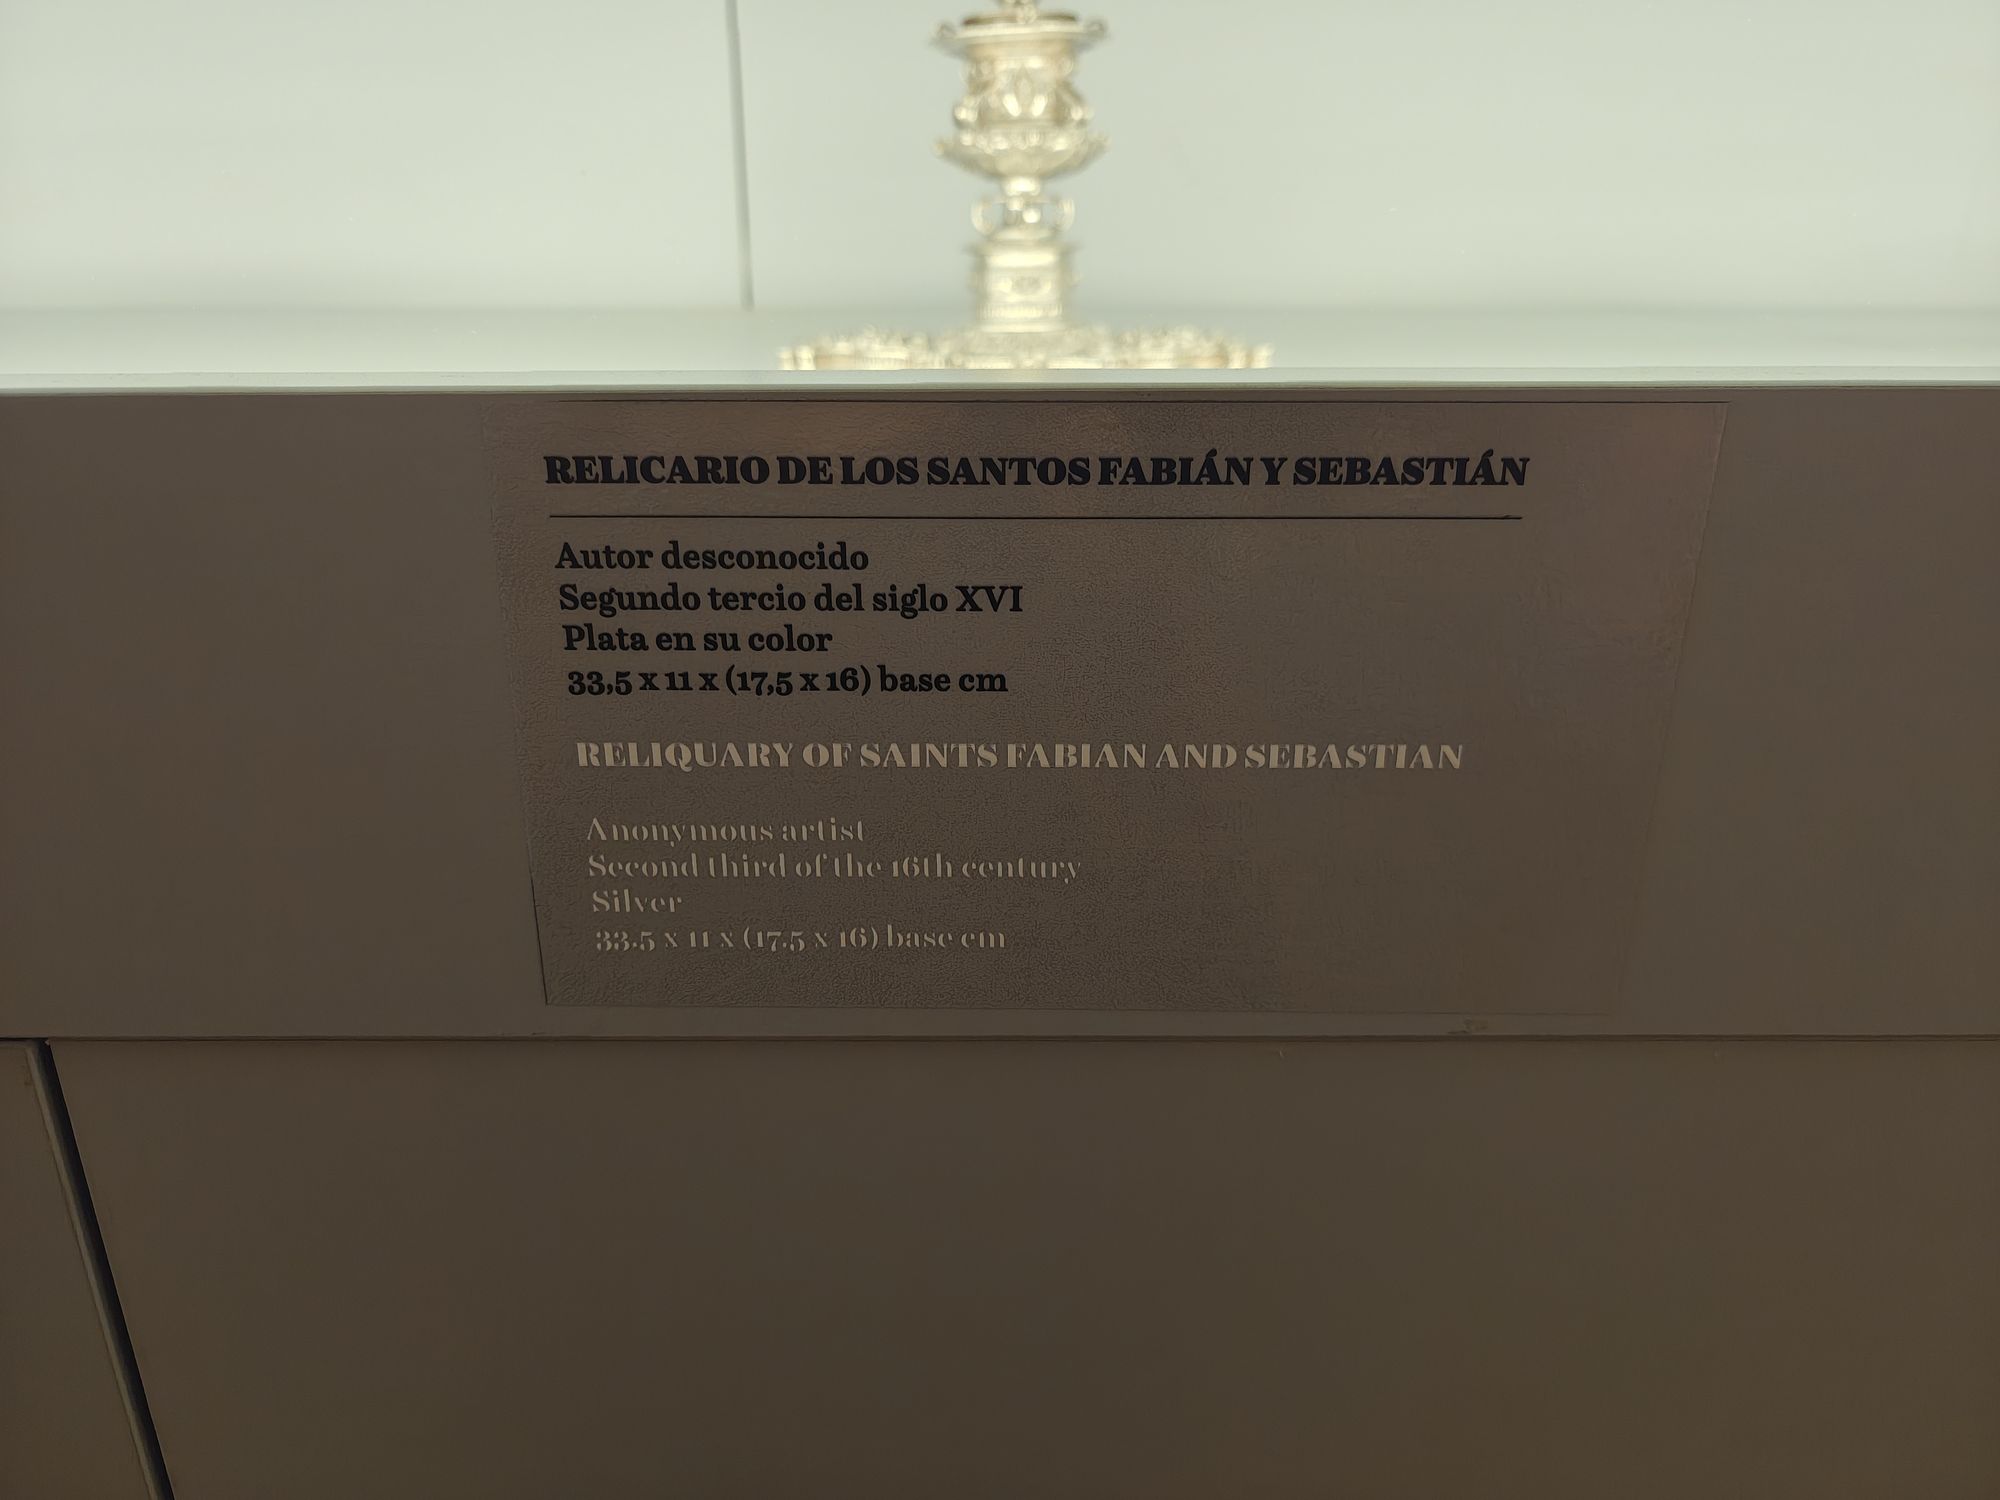 RELICARIO DE LOS SANTOS FABIÁN Y SEBASTIÁN
Autor desconocido
Segundo tercio del siglo XVI
Plata en su color
33,5 x 11 x (17,5 x 16) base cm
RELIQUARY OF SAINTS FABIAN AND SEBASTIAN
Anonymous artist
Second third of the 16th century
Silver
33.5 x 11 x (17.5 x 16) base cm